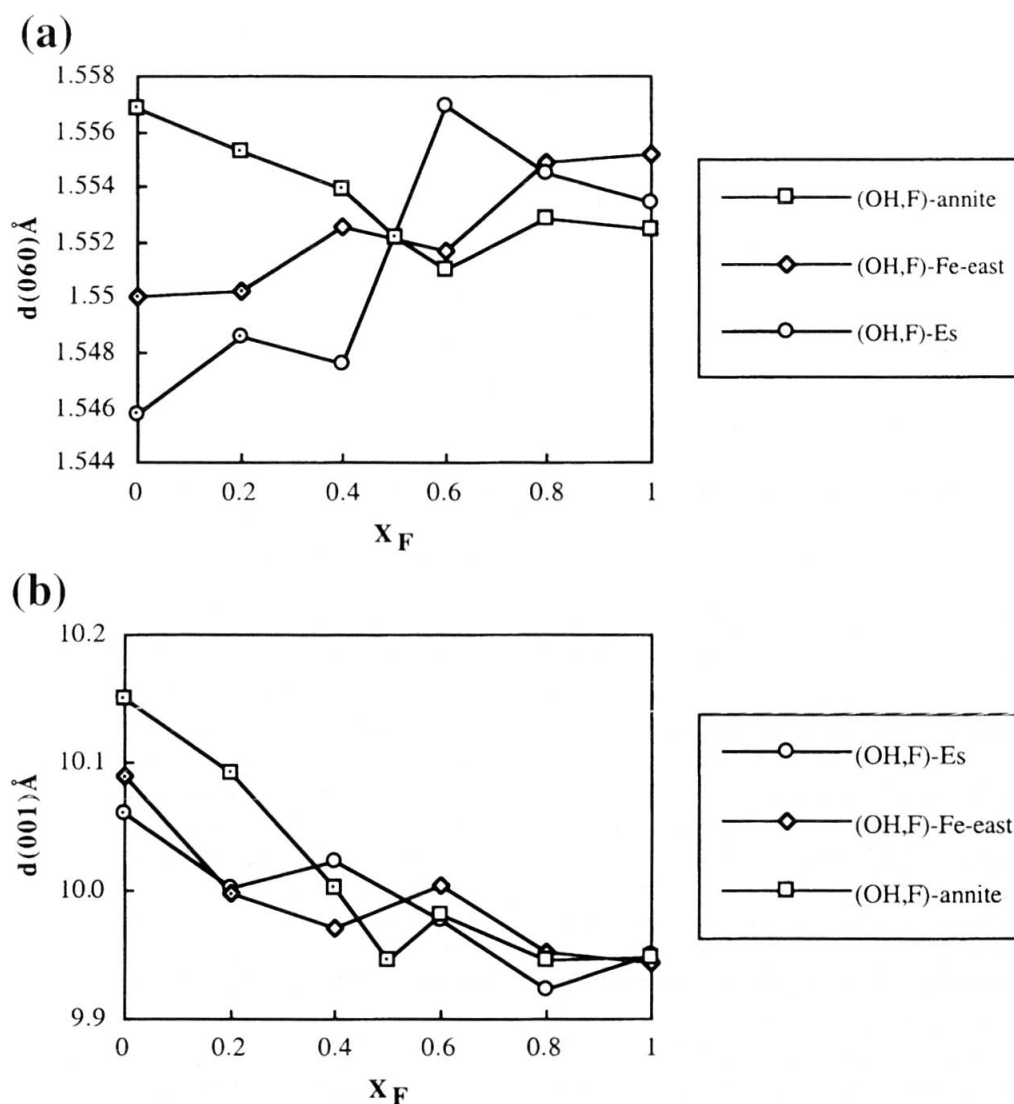 (a)
1.558
1.556
1.554
1.552
1.55
1.548
1.546
1.544
d(060)Å
0 0.2 0.4 0.6 0.8 1
X F
(OH,F)-annite
(OH,F)-Fe-east
(OH,F)-Es
(b)
10.2
10.1
10.0
9.9
d(001)Å
0 0.2 0.4 0.6 0.8 1
X F
(OH,F)-Es
(OH,F)-Fe-east
(OH,F)-annite